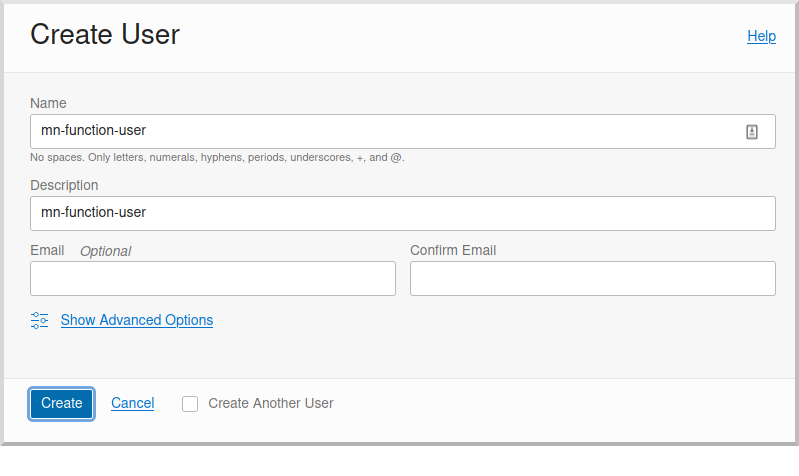 Create User
Help
Name
mn-function-user
No spaces. Only letters, numerals, hyphens, periods, underscores, +, and @.
Description
mn-function-user
Email Optional
Confirm Email
Show Advanced Options
Create
Cancel
Create Another User